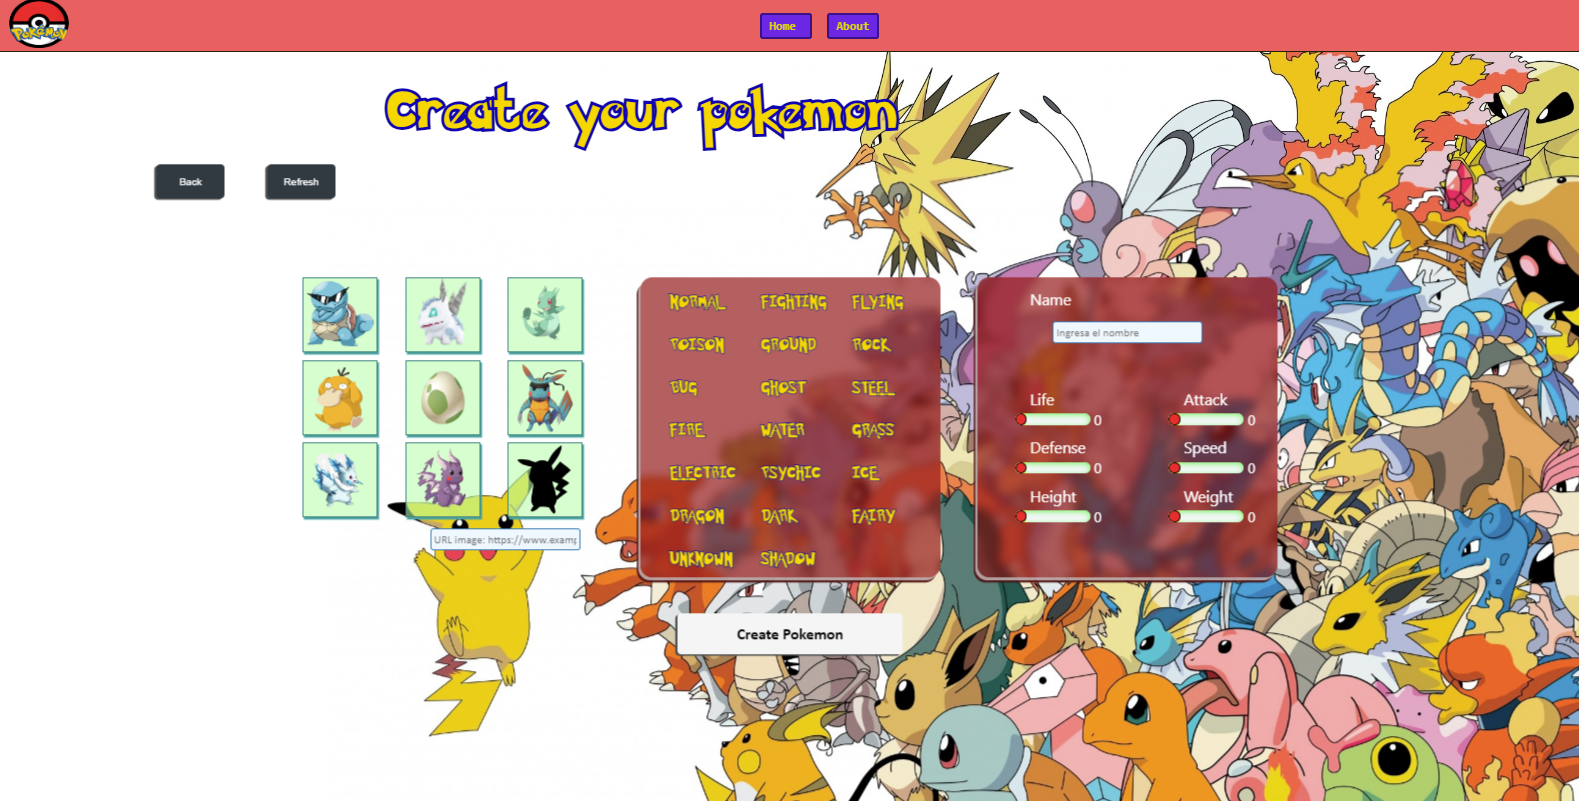 POKEMON
Home
About
Create your pokemon
Back
Refresh
NORMAL FIGHTING FLYING
POISON GROUND ROCK
BUG GHOST STEEL
FIRE WATER GRASS
ELECTRIC PSYCHIC ICE
DRAGON DARK FAIRY
UNKNOWN SHADOW
Name
Ingresa el nombre
Life
0
Attack
0
Defense
0
Speed
0
Height
0
Weight
0
URL image: https://www.examp
Create Pokemon